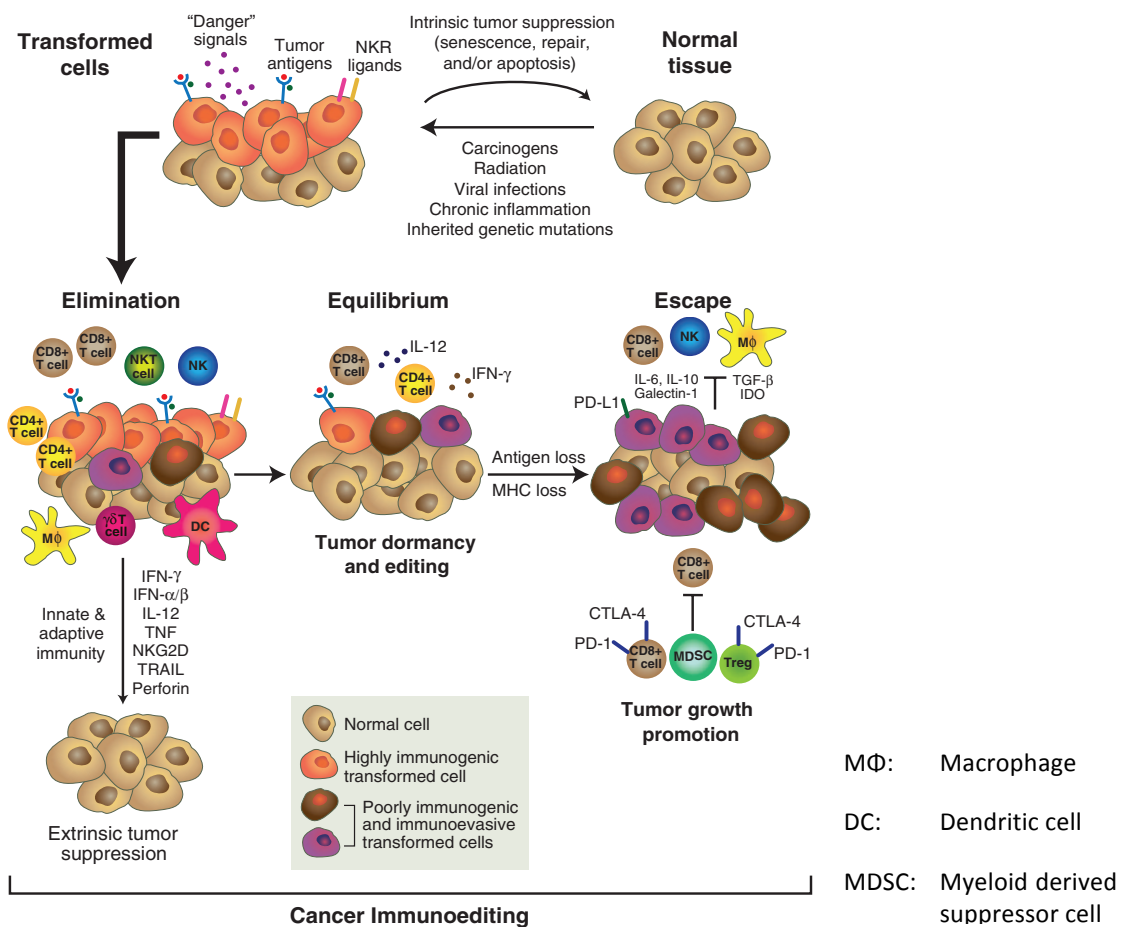 Transformed
cells
“Danger”
signals
Tumor
antigens
NKR
ligands
Intrinsic tumor suppression
(senescence, repair,
and/or apoptosis)
Normal
tissue
Carcinogens
Radiation
Viral infections
Chronic inflammation
Inherited genetic mutations
Elimination
CD8+
T cell
CD8+
T cell
NKT
cell
NK
CD4+
T cell
CD4+
T cell
MΦ
γδT
cell
DC
Innate &
adaptive
immunity
IFN-γ
IFN-α/β
IL-12
TNF
NKG2D
TRAIL
Perforin
Extrinsic tumor
suppression
Equilibrium
CD8+
T cell
IL-12
CD4+
T cell
IFN-γ
Tumor dormancy
and editing
Antigen loss
MHC loss
Escape
CD8+
T cell
NK
MΦ
IL-6, IL-10
Galectin-1
TGF-β
IDO
PD-L1
CD8+
T cell
CTLA-4
PD-1
CD8+
T cell
MDSC
Treg
CTLA-4
PD-1
Tumor growth
promotion
Normal cell
Highly immunogenic
transformed cell
Poorly immunogenic
and immunoevasive
transformed cells
MΦ: Macrophage
DC: Dendritic cell
MDSC: Myeloid derived
suppressor cell
Cancer Immunoediting